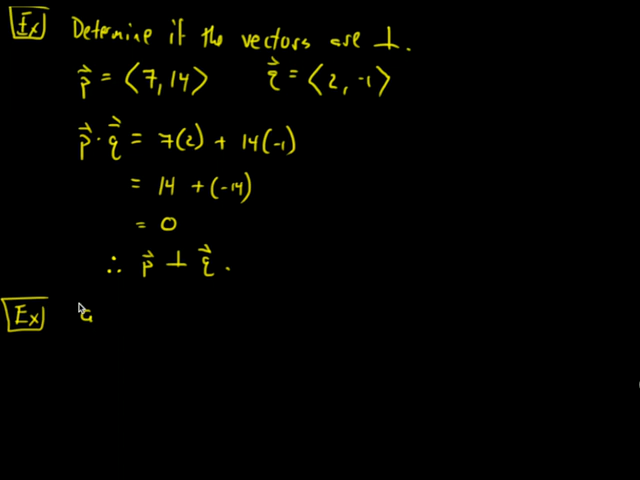 Ex Determine if the vectors are ⊥.
p⃗ = ⟨7, 14⟩ q⃗ = ⟨2, -1⟩
p⃗ · q⃗ = 7(2) + 14(-1)
= 14 + (-14)
= 0
∴ p⃗ ⊥ q⃗.
Ex